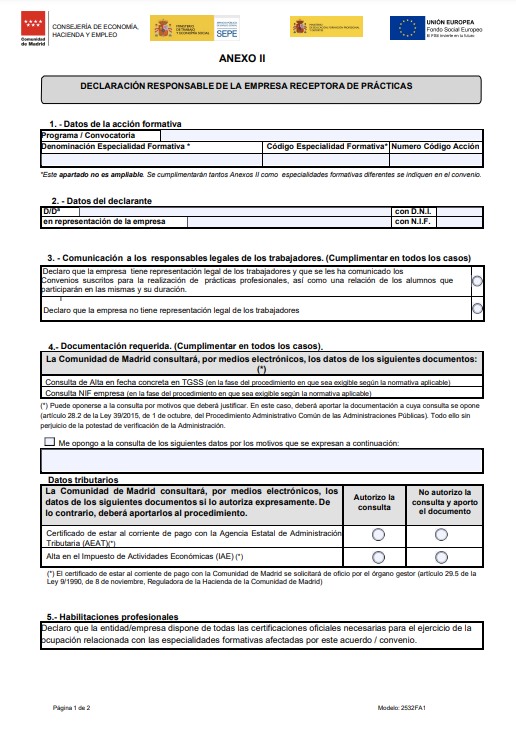 Comunidad
de Madrid
CONSEJERÍA DE ECONOMÍA,
HACIENDA Y EMPLEO
MINISTERIO
DE TRABAJO
Y ECONOMÍA SOCIAL
SEPE
UNIÓN EUROPEA
Fondo Social Europeo
El FSE invierte en tu futuro
ANEXO II
DECLARACIÓN RESPONSABLE DE LA EMPRESA RECEPTORA DE PRÁCTICAS
1. - Datos de la acción formativa
Programa / Convocatoria
Denominación Especialidad Formativa * Código Especialidad Formativa* Numero Código Acción
*Este apartado no es ampliable. Se cumplimentarán tantos Anexos II como especialidades formativas diferentes se indiquen en el convenio.
2. - Datos del declarante
D/Dª con D.N.I.
en representación de la empresa con N.I.F.
3. - Comunicación a los responsables legales de los trabajadores. (Cumplimentar en todos los casos)
Declaro que la empresa tiene representación legal de los trabajadores y que se les ha comunicado los
Convenios suscritos para la realización de prácticas profesionales, así como una relación de los alumnos que
participarán en las mismas y su duración.
Declaro que la empresa no tiene representación legal de los trabajadores
4.- Documentación requerida. (Cumplimentar en todos los casos).
La Comunidad de Madrid consultará, por medios electrónicos, los datos de los siguientes documentos:
(*)
Consulta de Alta en fecha concreta en TGSS (en la fase del procedimiento en que sea exigible según la normativa aplicable)
Consulta NIF empresa (en la fase del procedimiento en que sea exigible según la normativa aplicable)
(*) Puede oponerse a la consulta por motivos que deberá justificar. En este caso, deberá aportar la documentación a cuya consulta se opone
(artículo 28.2 de la Ley 39/2015, de 1 de octubre, del Procedimiento Administrativo Común de las Administraciones Públicas). Todo ello sin
perjuicio de la potestad de verificación de la Administración.
Me opongo a la consulta de los siguientes datos por los motivos que se expresan a continuación:
Datos tributarios
La Comunidad de Madrid consultará, por medios electrónicos, los
datos de los siguientes documentos si lo autoriza expresamente. De
lo contrario, deberá aportarlos al procedimiento.
Autorizo la
consulta
No autorizo la
consulta y aporto
el documento
Certificado de estar al corriente de pago con la Agencia Estatal de Administración
Tributaria (AEAT)(*)
Alta en el Impuesto de Actividades Económicas (IAE) (*)
(*) El certificado de estar al corriente de pago con la Comunidad de Madrid se solicitará de oficio por el órgano gestor (artículo 29.5 de la
Ley 9/1990, de 8 de noviembre, Reguladora de la Hacienda de la Comunidad de Madrid)
5.- Habilitaciones profesionales
Declaro que la entidad/empresa dispone de todas las certificaciones oficiales necesarias para el ejercicio de la
ocupación relacionada con las especialidades formativas afectadas por este acuerdo / convenio.
Página 1 de 2
Modelo: 2532FA1